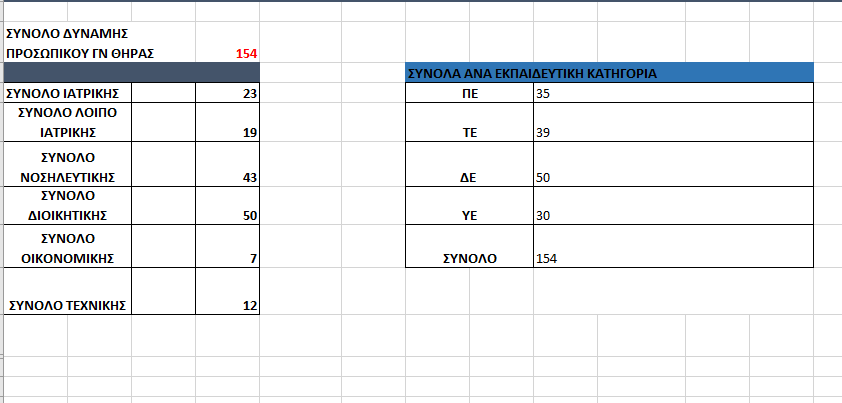 ΣΥΝΟΛΟ ΔΥΝΑΜΗΣ
ΠΡΟΣΩΠΙΚΟΥ ΓΝ ΘΗΡΑΣ 154
ΣΥΝΟΛΟ ΙΑΤΡΙΚΗΣ 23
ΣΥΝΟΛΟ ΛΟΙΠΟ
ΙΑΤΡΙΚΗΣ 19
ΣΥΝΟΛΟ
ΝΟΣΗΛΕΥΤΙΚΗΣ 43
ΣΥΝΟΛΟ
ΔΙΟΙΚΗΤΙΚΗΣ 50
ΣΥΝΟΛΟ
ΟΙΚΟΝΟΜΙΚΗΣ 7
ΣΥΝΟΛΟ ΤΕΧΝΙΚΗΣ 12
ΣΥΝΟΛΑ ΑΝΑ ΕΚΠΑΙΔΕΥΤΙΚΗ ΚΑΤΗΓΟΡΙΑ
ΠΕ 35
ΤΕ 39
ΔΕ 50
ΥΕ 30
ΣΥΝΟΛΟ 154